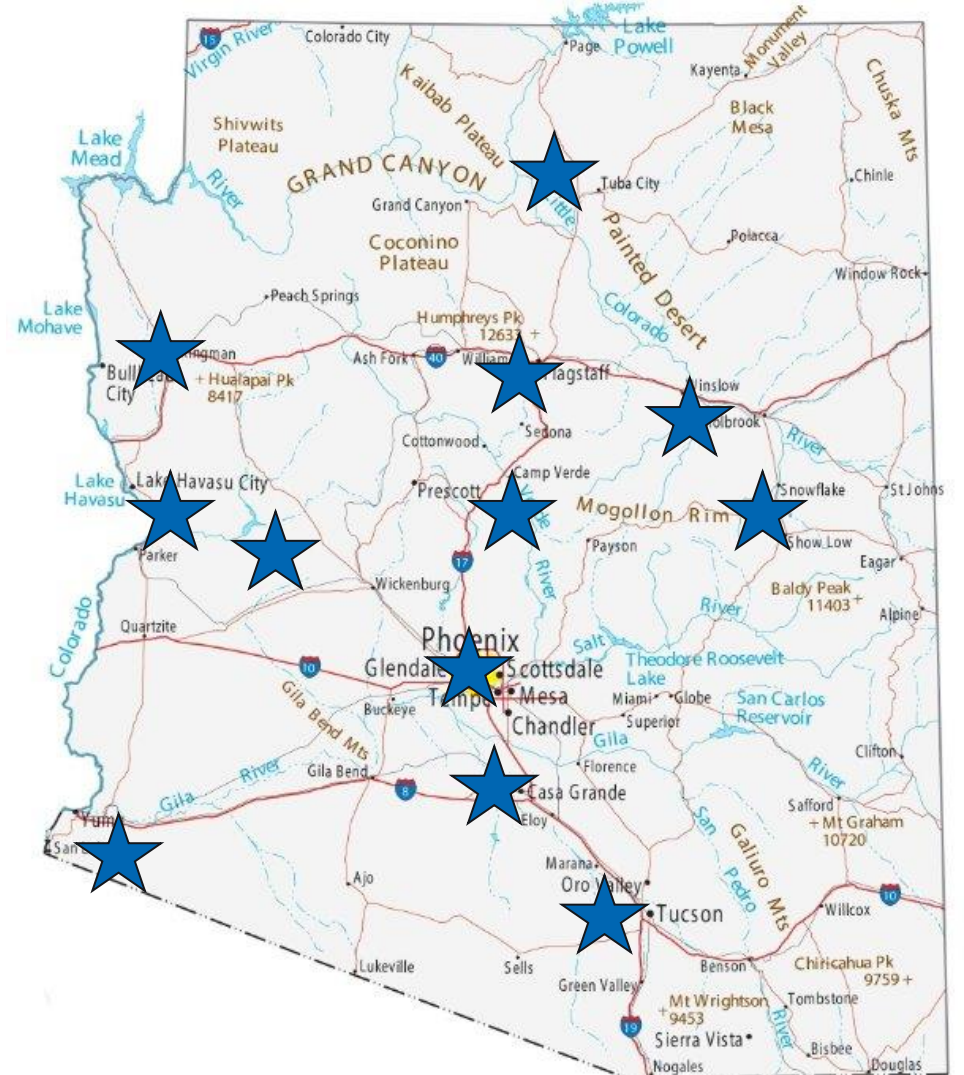 15
Virgin River
Colorado City
Page
Lake
Powell
Monument
Valley
Kayenta
Kaibab Plateau
Black
Mesa
Chuska Mts
Shivwits
Plateau
Lake
Mead
River
GRAND CANYON
Tuba City
Chinle
Grand Canyon
Little
Colorado
Painted Desert
Polacca
Coconino
Plateau
Window Rock
Peach Springs
Lake
Mohave
Humphreys Pk
Ash Fork
40
City
Hualapai Pk
8417
Sedona
Cottonwood
River
Lake
Havasu
Lake Havasu City
Prescott
Camp Verde
River
Mogollon Rim
Snowflake
St Johns
Show Low
Payson
Parker
Eagar
17
Wickenburg
Baldy Peak
11403
River
Alpine
Colorado
Quartzite
Phoenix
Salt
Theodore Roosevelt
Lake
10
Glendale
Scottsdale
Mesa
Miami
Globe
San Carlos
Reservoir
Buckeye
Superior
Chandler
Gila Bend Mts
Gila
River
Clifton
Florence
Gila Bend
Gila
River
8
Casa Grande
Safford
Mt Graham
10720
Eloy
San
Pedro
River
Galiuro Mts
Marana
Oro Valley
Ajo
10
Willcox
Tucson
Lukeville
Sells
Benson
Chiricahua Pk
9759
Green Valley
Mt Wrightson
9453
Tombstone
19
Sierra Vista
Bisbee
Nogales
Douglas